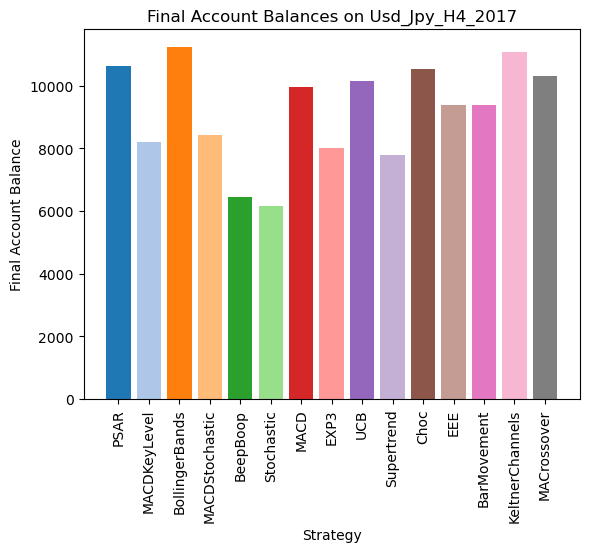 Final Account Balances on Usd_Jpy_H4_2017
Final Account Balance
10000
8000
6000
4000
2000
0
PSAR
MACDKeyLevel
BollingerBands
MACDStochastic
BeepBoop
Stochastic
MACD
EXP3
UCB
Supertrend
Choc
EEE
BarMovement
KeltnerChannels
MACrossover
Strategy